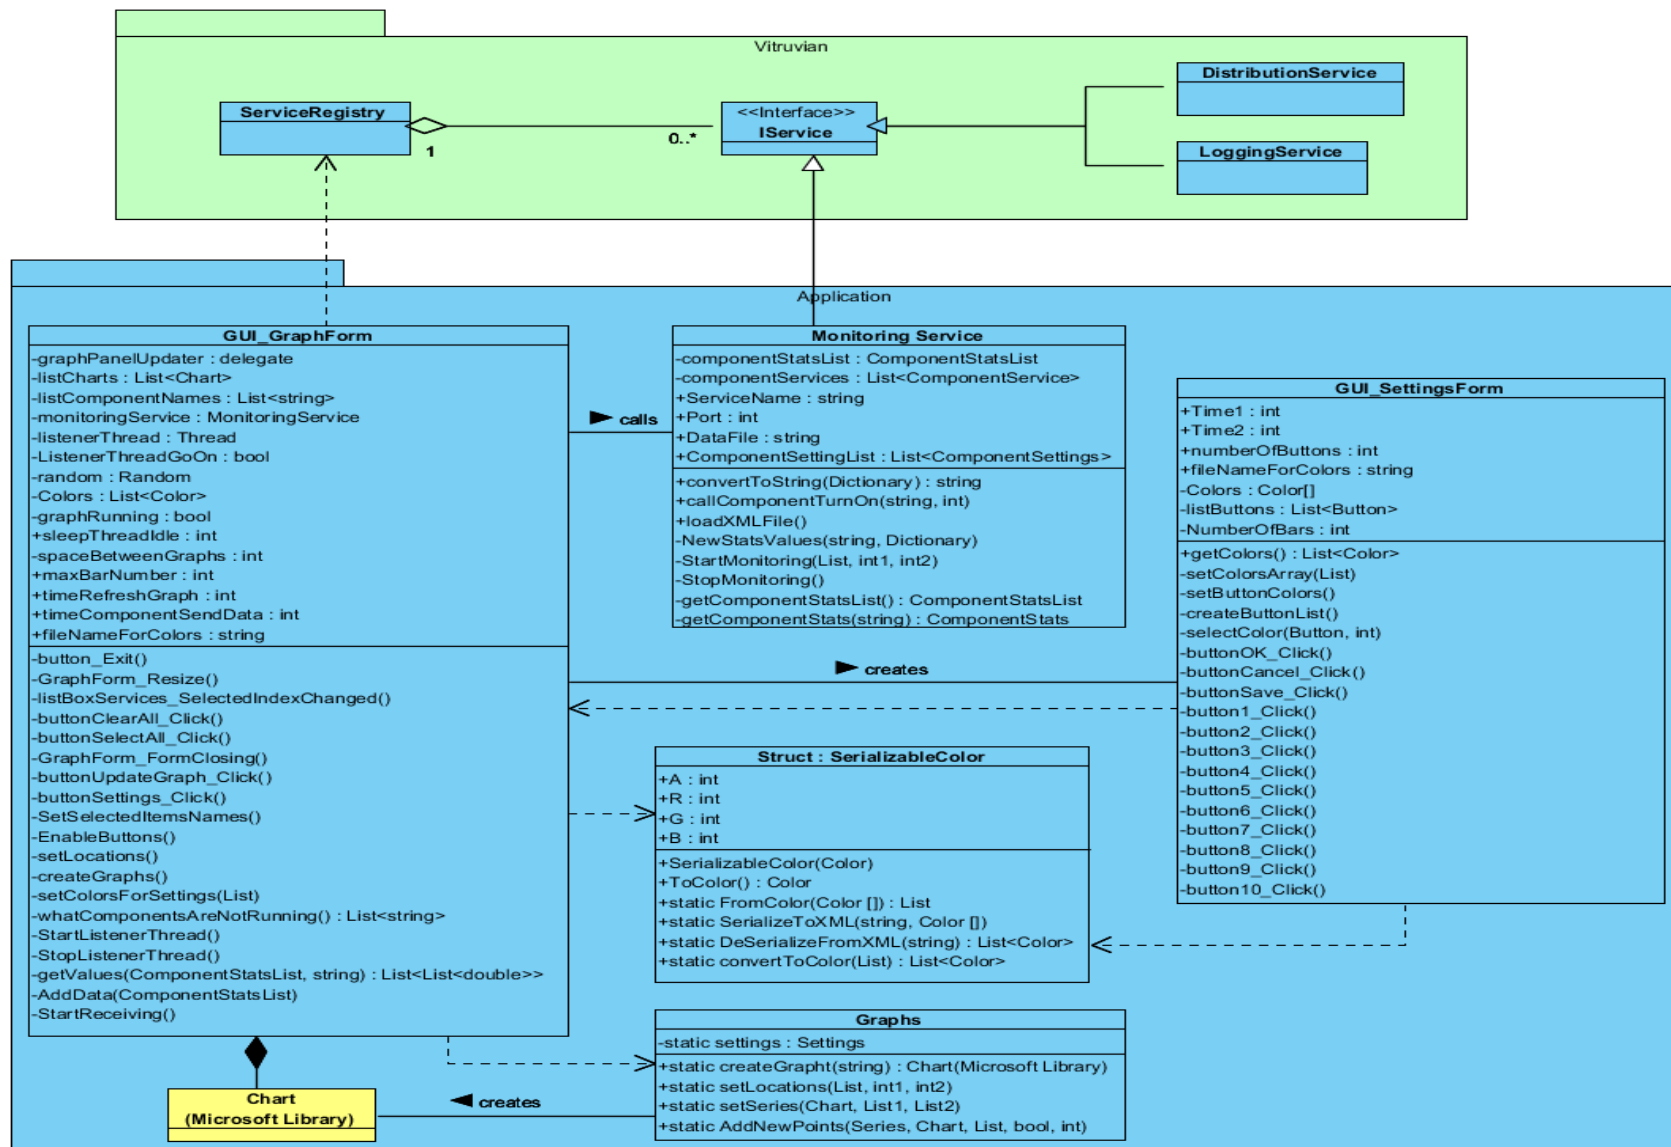 Vitruvian
ServiceRegistry
1
0..*
<<Interface>>
IService
DistributionService
LoggingService
Application
GUI_GraphForm
-graphPanelUpdater : delegate
-listCharts : List<Chart>
-listComponentNames : List<string>
-monitoringService : MonitoringService
-listenerThread : Thread
-ListenerThreadGoOn : bool
-random : Random
-Colors : List<Color>
-graphRunning : bool
+sleepThreadIdle : int
-spaceBetweenGraphs : int
+maxBarNumber : int
+timeRefreshGraph : int
+timeComponentSendData : int
+fileNameForColors : string
-button_Exit()
-GraphForm_Resize()
-listBoxServices_SelectedIndexChanged()
-buttonClearAll_Click()
-buttonSelectAll_Click()
-GraphForm_FormClosing()
-buttonUpdateGraph_Click()
-buttonSettings_Click()
-SetSelectedItemsNames()
-EnableButtons()
-setLocations()
-createGraphs()
-setColorsForSettings(List)
-whatComponentsAreNotRunning() : List<string>
-StartListenerThread()
-StopListenerThread()
-getValues(ComponentStatsList, string) : List<List<double>>
-AddData(ComponentStatsList)
-StartReceiving()
calls
Monitoring Service
-componentStatsList : ComponentStatsList
-componentServices : List<ComponentService>
+ServiceName : string
+Port : int
+DataFile : string
+ComponentSettingList : List<ComponentSettings>
+convertToString(Dictionary) : string
+callComponentTurnOn(string, int)
+loadXMLFile()
-NewStatsValues(string, Dictionary)
-StartMonitoring(List, int1, int2)
-StopMonitoring()
-getComponentStatsList() : ComponentStatsList
-getComponentStats(string) : ComponentStats
creates
GUI_SettingsForm
+Time1 : int
+Time2 : int
+numberOfButtons : int
+fileNameForColors : string
-Colors : Color[]
-listButtons : List<Button>
-NumberOfBars : int
+getColors() : List<Color>
-setColorsArray(List)
-setButtonColors()
-createButtonList()
-selectColor(Button, int)
-buttonOK_Click()
-buttonCancel_Click()
-buttonSave_Click()
-button1_Click()
-button2_Click()
-button3_Click()
-button4_Click()
-button5_Click()
-button6_Click()
-button7_Click()
-button8_Click()
-button9_Click()
-button10_Click()
Struct : SerializableColor
+A : int
+R : int
+G : int
+B : int
+SerializableColor(Color)
+ToColor() : Color
+static FromColor(Color []) : List
+static SerializeToXML(string, Color [])
+static DeSerializeFromXML(string) : List<Color>
+static convertToColor(List) : List<Color>
Graphs
-static settings : Settings
+static createGrapht(string) : Chart(Microsoft Library)
+static setLocations(List, int1, int2)
+static setSeries(Chart, List1, List2)
+static AddNewPoints(Series, Chart, List, bool, int)
creates
Chart
(Microsoft Library)